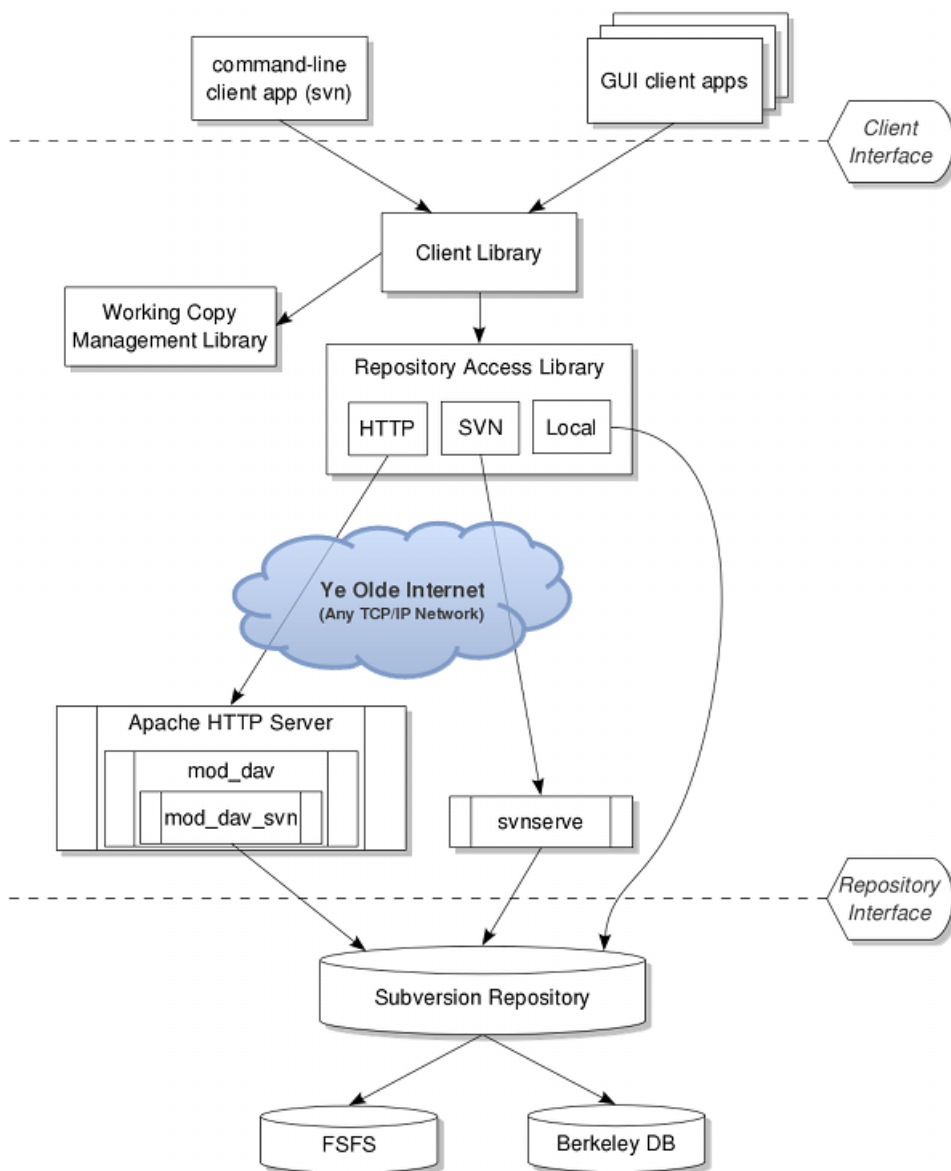 command-line
client app (svn)
GUI client apps
Client
Interface
Client Library
Working Copy
Management Library
Repository Access Library
HTTP
SVN
Local
Ye Olde Internet
(Any TCP/IP Network)
Apache HTTP Server
mod_dav
mod_dav_svn
svnserve
Repository
Interface
Subversion Repository
FSFS
Berkeley DB